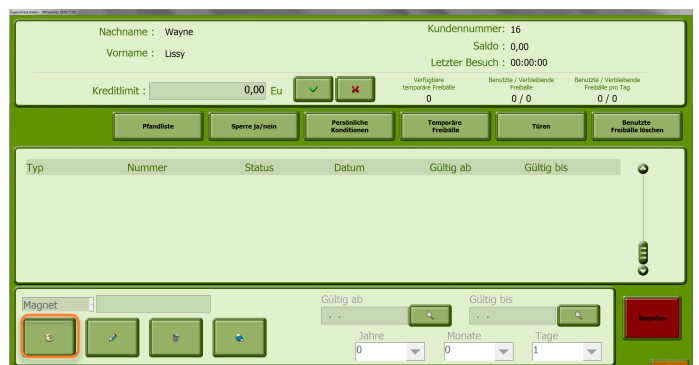 Nachname : Wayne Kundennummer: 16
Vorname : Lissy Saldo : 0,00
Letzter Besuch : 00:00:00
Kreditlimit : 0,00 Eu
Verfügbare temporäre Freibälle
0
Benutzte / Verbleibende Freibälle
0 / 0
Benutzte / Verbleibende Freibälle pro Tag
0 / 0
Pfandliste
Sperre ja/nein
Persönliche
Konditionen
Temporäre
Freibälle
Türen
Benutzte
Freibälle löschen
Typ Nummer Status Datum Gültig ab Gültig bis
Magnet
Gültig ab
. .
Gültig bis
. .
Jahre Monate Tage
0 0 1
Beenden